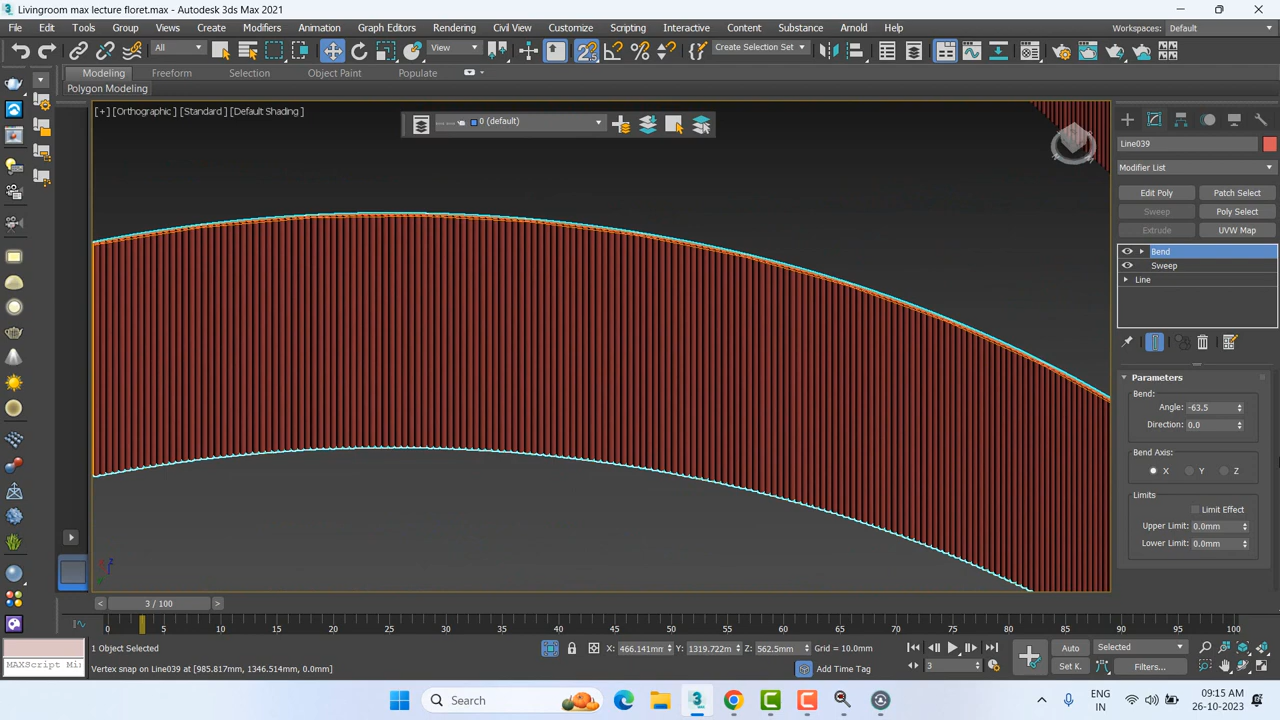 Livingroom max lecture floret.max - Autodesk 3ds Max 2021
File Edit Tools Group Views Create Modifiers Animation Graph Editors Rendering Civil View Customize Scripting Interactive Content Substance Arnold Help
Workspaces: Default
All
View
Create Selection Set
Modeling Freeform Selection Object Paint Populate
Polygon Modeling
[+] [Orthographic ] [Standard ] [Default Shading ]
0 (default)
Line039
Modifier List
Edit Poly Patch Select
Sweep Poly Select
Extrude UVW Map
Bend
Sweep
Line
Parameters
Bend:
Angle: -63.5
Direction: 0.0
Bend Axis:
X Y Z
Limits
Limit Effect
Upper Limit: 0.0mm
Lower Limit: 0.0mm
3 / 100
0 5 10 15 20 25 30 35 40 45 50 55 60 65 70 75 80 85 90 95 100
1 Object Selected
X: 466.141mm Y: 1319.722m Z: 562.5mm Grid = 10.0mm
Auto Selected
MAXScript Mi
Vertex snap on Line039 at [985.817mm, 1346.514mm, 0.0mm]
Add Time Tag
3
Set K. Filters...
Search
ENG
IN
09:15 AM
26-10-2023